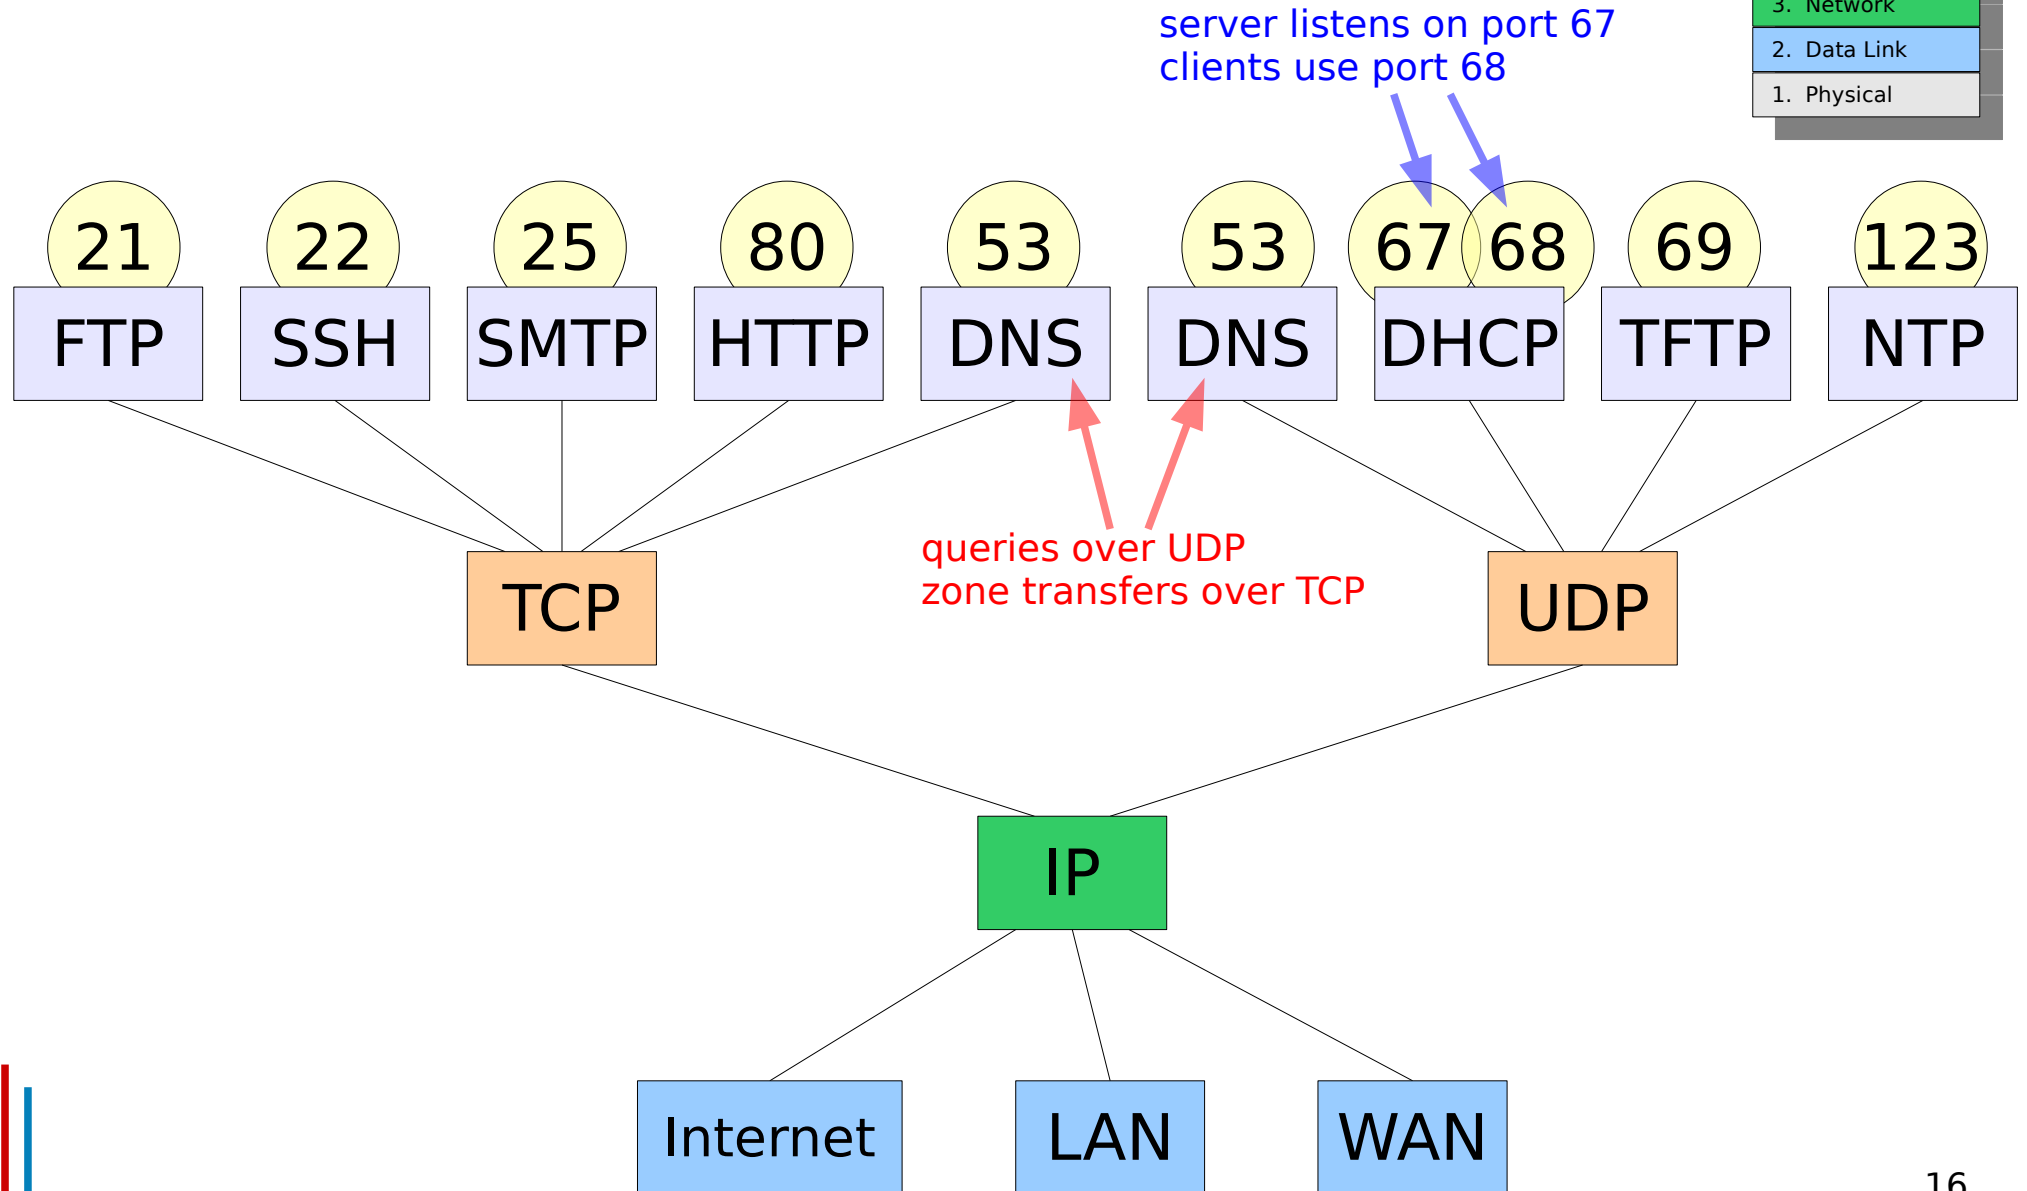 server listens on port 67
clients use port 68
3. Network
2. Data Link
1. Physical
21
22
25
80
53
53
67
68
69
123
FTP
SSH
SMTP
HTTP
DNS
DNS
DHCP
TFTP
NTP
queries over UDP
zone transfers over TCP
TCP
UDP
IP
Internet
LAN
WAN
16